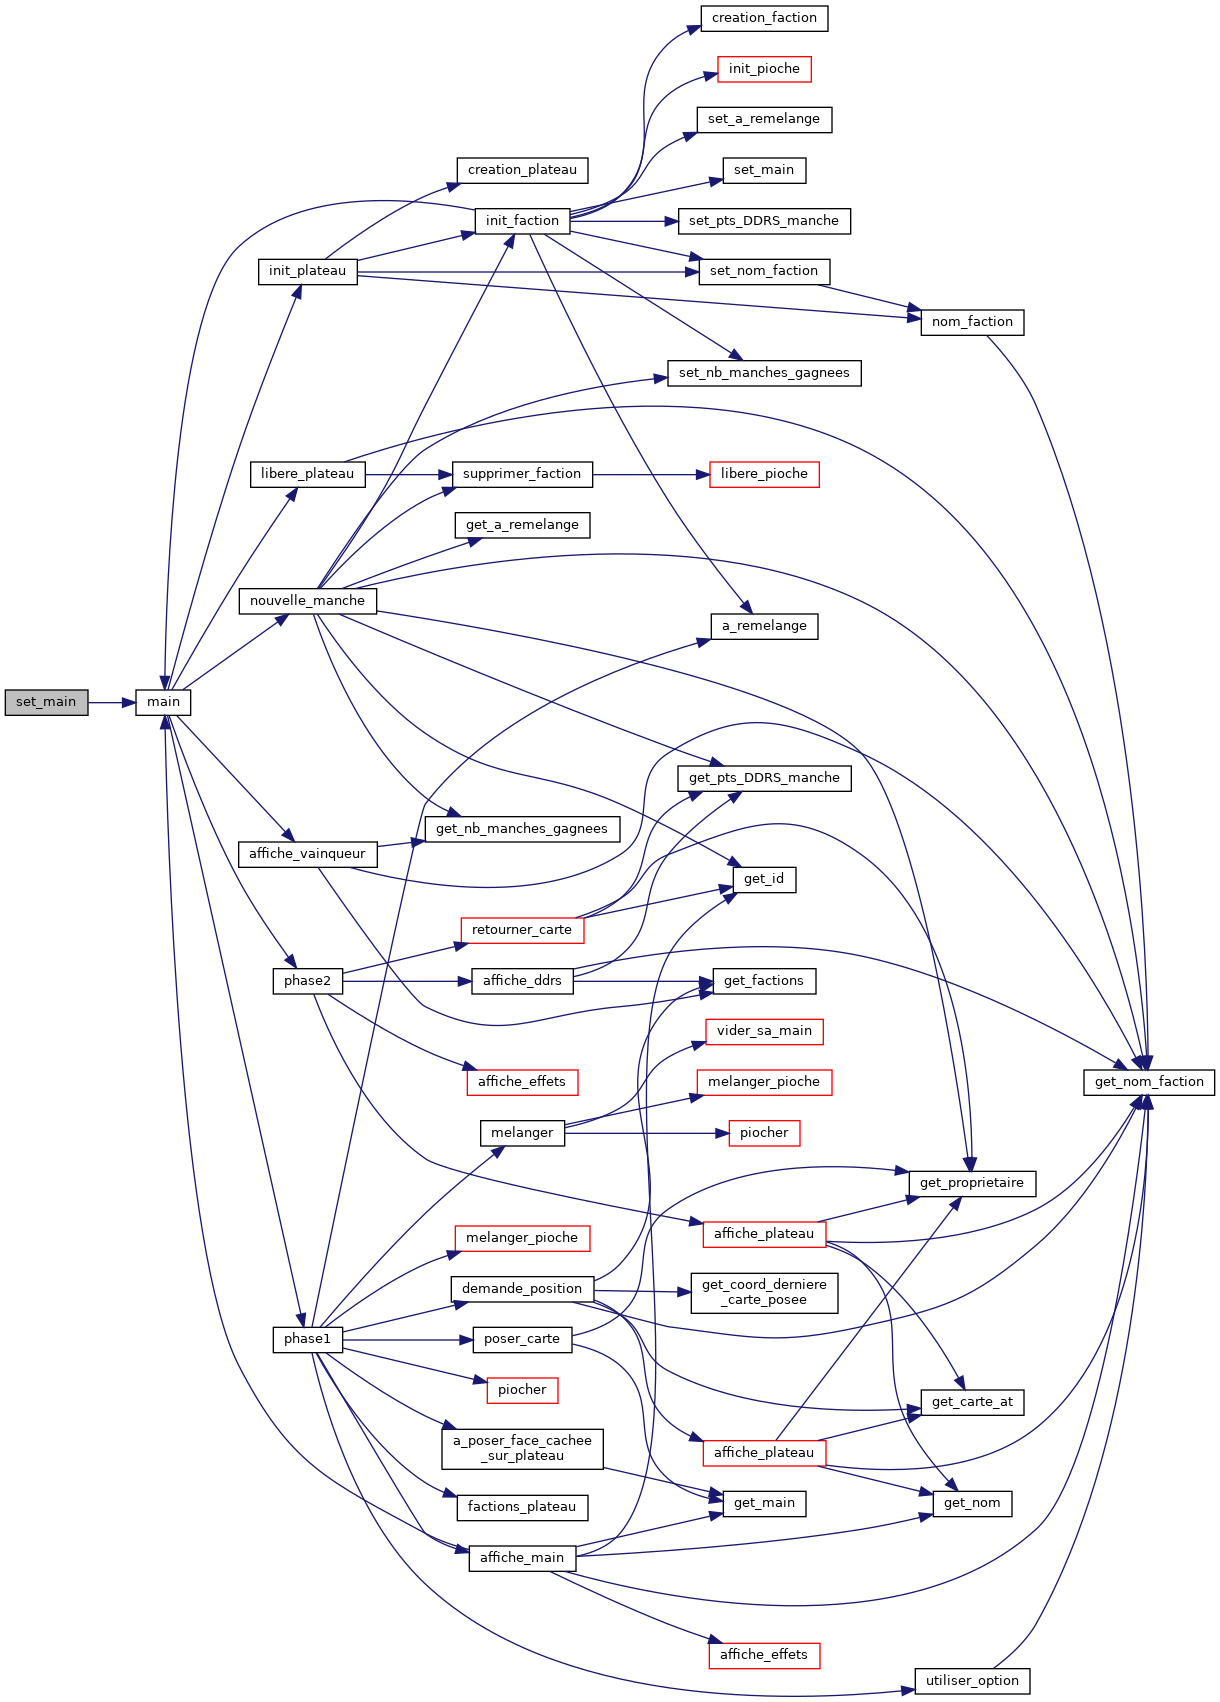 creation_faction
init_pioche
set_a_remelange
creation_plateau
set_main
init_faction
set_pts_DDRS_manche
init_plateau
set_nom_faction
nom_faction
set_nb_manches_gagnees
libere_plateau
supprimer_faction
libere_pioche
get_a_remelange
nouvelle_manche
a_remelange
set_main
main
get_pts_DDRS_manche
get_nb_manches_gagnees
affiche_vainqueur
get_id
retourner_carte
phase2
affiche_ddrs
get_factions
vider_sa_main
affiche_effets
melanger_pioche
get_nom_faction
melanger
piocher
get_proprietaire
melanger_pioche
affiche_plateau
demande_position
get_coord_derniere
_carte_posee
phase1
poser_carte
piocher
get_carte_at
a_poser_face_cachee
_sur_plateau
affiche_plateau
factions_plateau
get_main
get_nom
affiche_main
affiche_effets
utiliser_option